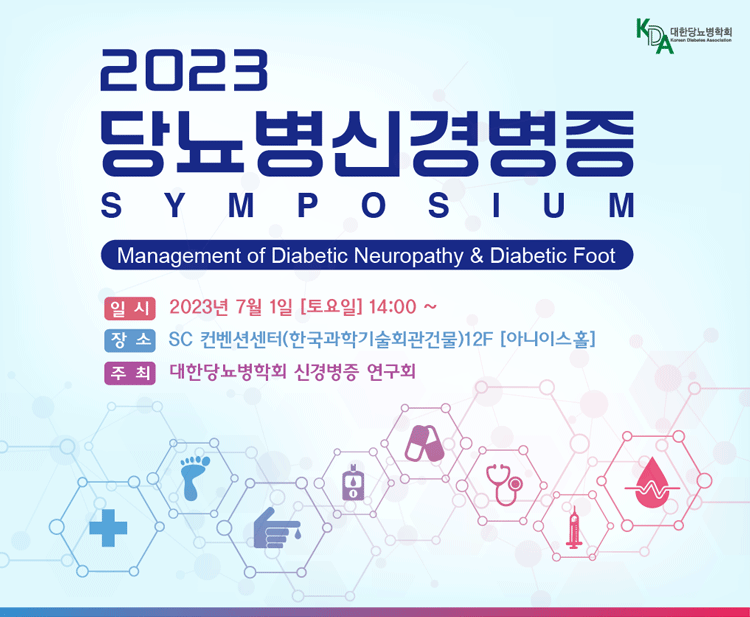 KDA 대한당뇨병학회
Korean Diabetes Association
2023
당뇨병신경병증
SYMPOSIUM
Management of Diabetic Neuropathy & Diabetic Foot
일 시 2023년 7월 1일 [토요일] 14:00 ~
장 소 SC 컨벤션센터(한국과학기술회관건물)12F [아나이스홀]
주 최 대한당뇨병학회 신경병증 연구회